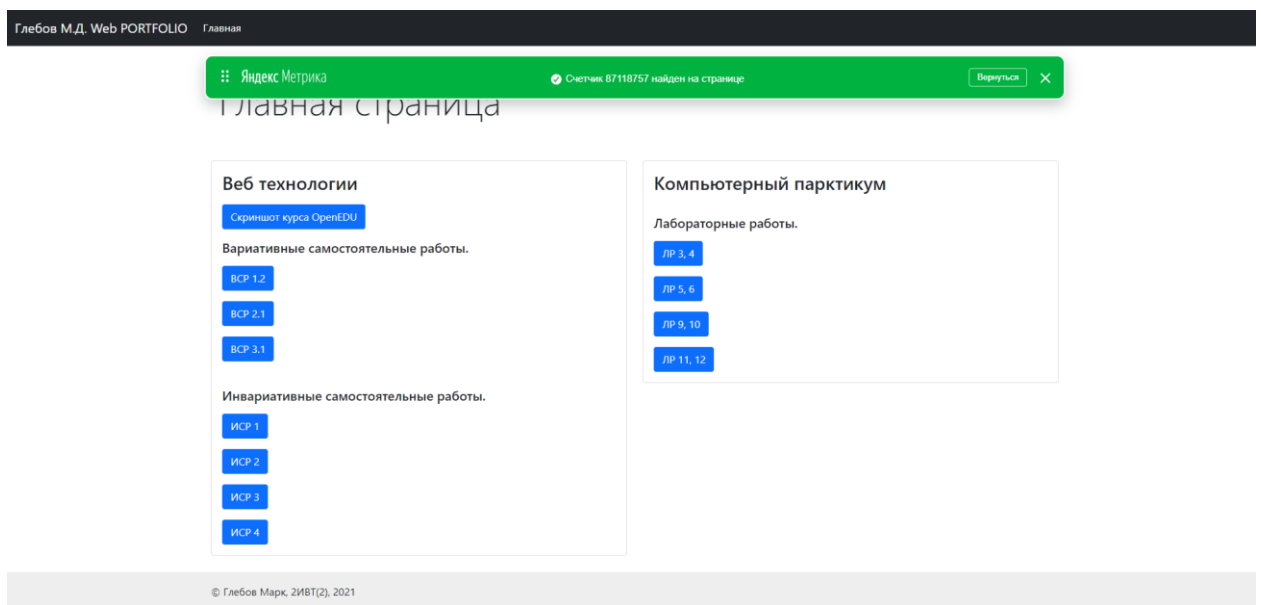 Глебов М.Д. Web PORTFOLIO Главная
Яндекс Метрика Счетчик 87118757 найден на странице Вернуться
Главная страница
Веб технологии
Скриншот курса OpenEDU
Вариативные самостоятельные работы.
ВСР 1.2
ВСР 2.1
ВСР 3.1
Инвариативные самостоятельные работы.
ИСР 1
ИСР 2
ИСР 3
ИСР 4
Компьютерный парктикум
Лабораторные работы.
ЛР 3, 4
ЛР 5, 6
ЛР 9, 10
ЛР 11, 12
© Глебов Марк, 2ИВТ(2), 2021